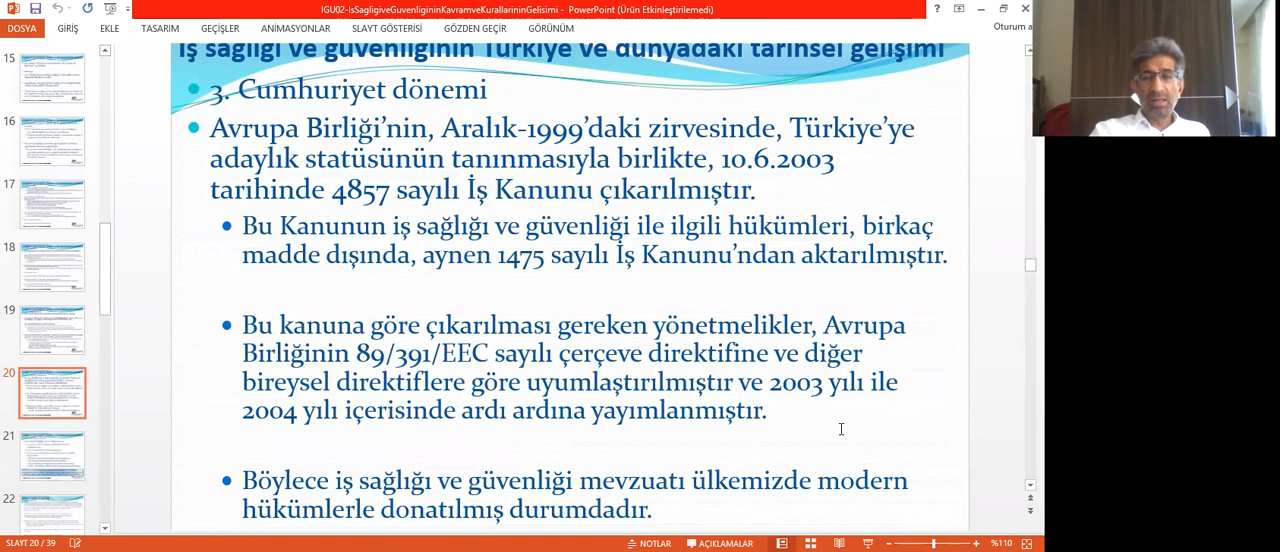 IGU02-IsSagligiveGuvenligininKavramveKurallarininGelisimi - PowerPoint (Ürün Etkinleştirilemedi)
DOSYA GİRİŞ EKLE TASARIM GEÇİŞLER ANİMASYONLAR SLAYT GÖSTERİSİ GÖZDEN GEÇİR GÖRÜNÜM Oturum a
15
16
17
18
19
20
21
22
İş sağlığı ve güvenliğinin Türkiye ve dünyadaki tarihsel gelişimi
3. Cumhuriyet dönemi
Avrupa Birliği’nin, Aralık-1999’daki zirvesinde, Türkiye’ye
adaylık statüsünün tanınmasıyla birlikte, 10.6.2003
tarihinde 4857 sayılı İş Kanunu çıkarılmıştır.
Bu Kanunun iş sağlığı ve güvenliği ile ilgili hükümleri, birkaç
madde dışında, aynen 1475 sayılı İş Kanunu’ndan aktarılmıştır.
Bu kanuna göre çıkarılması gereken yönetmelikler, Avrupa
Birliğinin 89/391/EEC sayılı çerçeve direktifine ve diğer
bireysel direktiflere göre uyumlaştırılmıştır ve 2003 yılı ile
2004 yılı içerisinde ardı ardına yayımlanmıştır.
Böylece iş sağlığı ve güvenliği mevzuatı ülkemizde modern
hükümlerle donatılmış durumdadır.
SLAYT 20 / 39 NOTLAR AÇIKLAMALAR %110